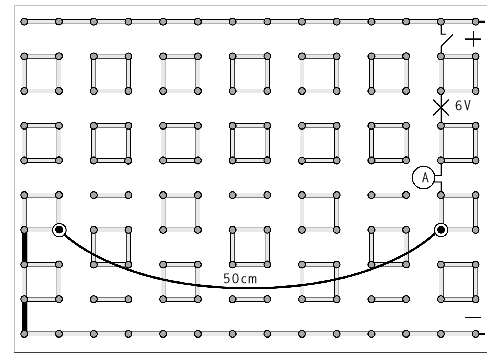 +
6V
A
50cm
—